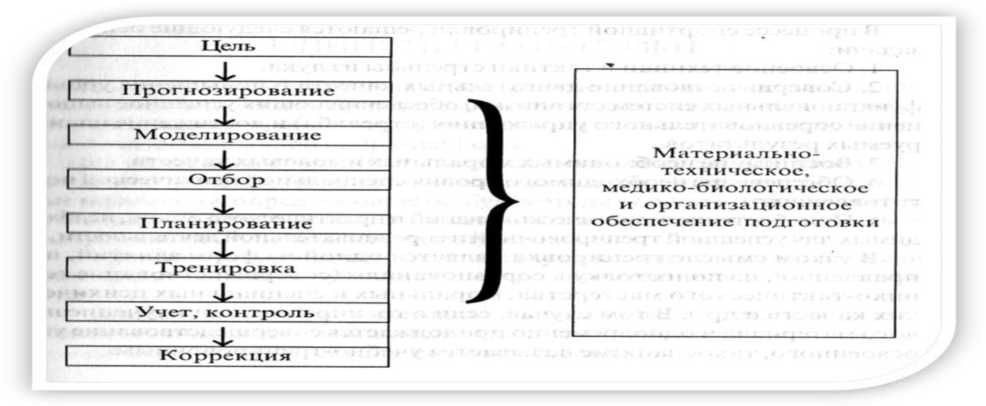 Цель
Прогнозирование
Моделирование
Отбор
Планирование
Тренировка
Учет, контроль
Коррекция
Материально-
техническое,
медико-биологическое
и организационное
обеспечение подготовки